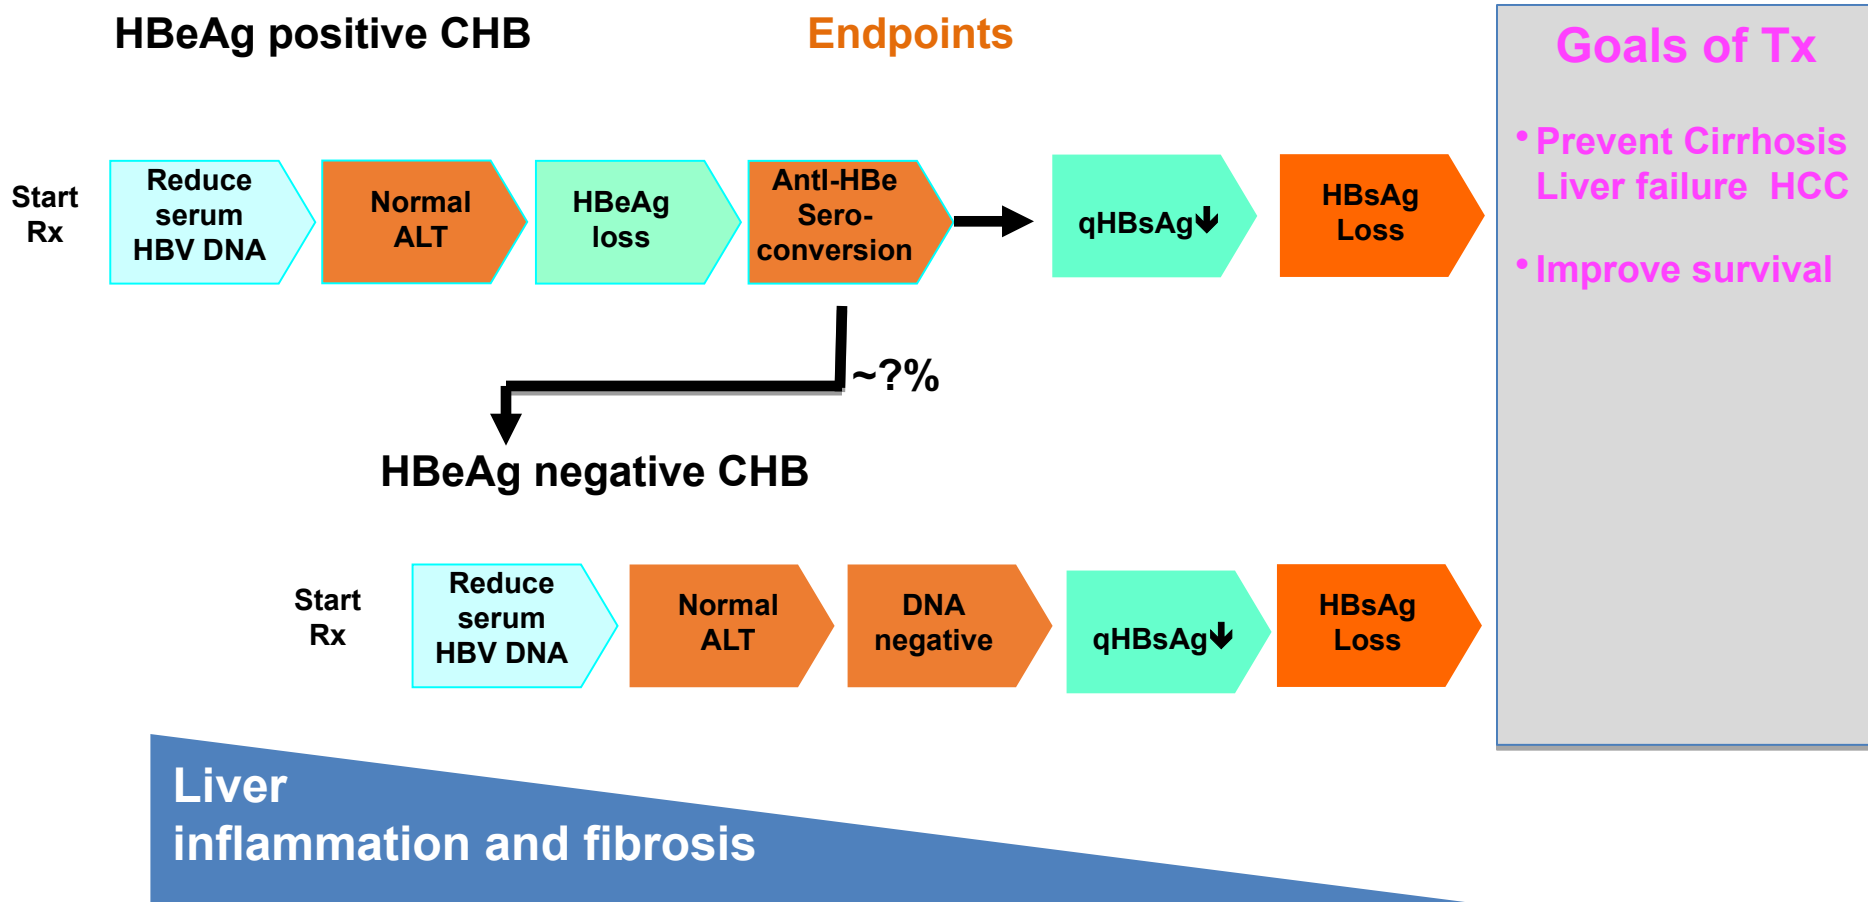 HBeAg positive CHB
Endpoints
Goals of Tx
• Prevent Cirrhosis
Liver failure HCC
• Improve survival
Start
Rx
Reduce
serum
HBV DNA
Normal
ALT
HBeAg
loss
AntI-HBe
Sero-
conversion
qHBsAg🡻
HBsAg
Loss
~?%
HBeAg negative CHB
Start
Rx
Reduce
serum
HBV DNA
Normal
ALT
DNA
negative
qHBsAg🡻
HBsAg
Loss
Liver
inflammation and fibrosis